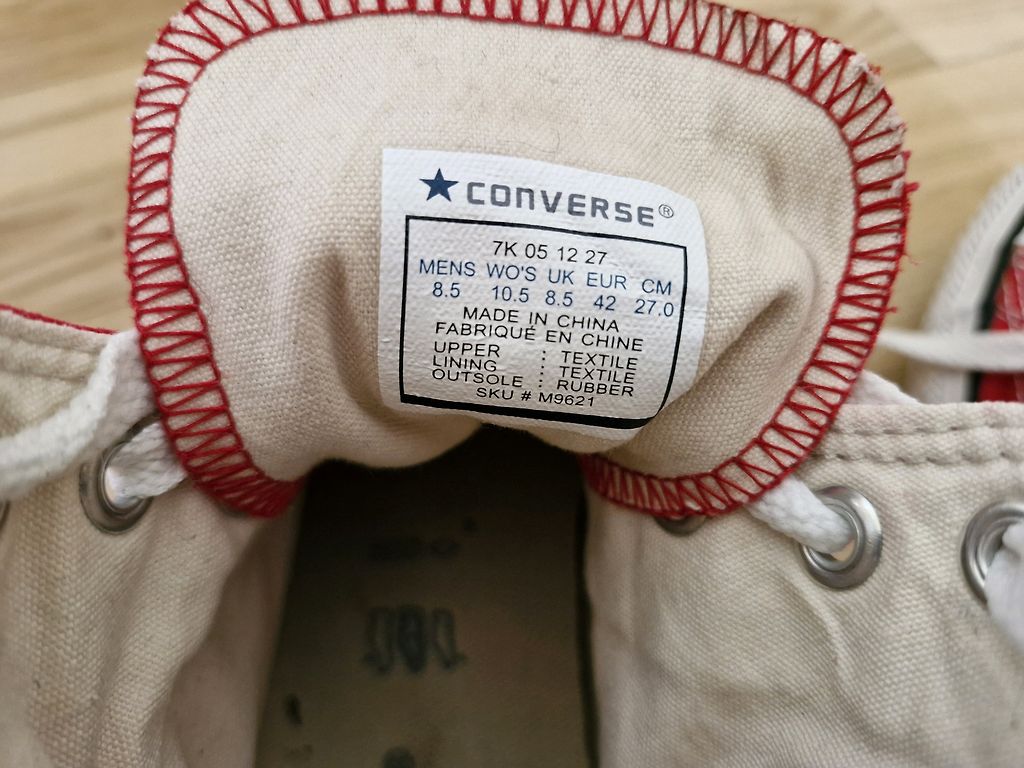 CONVERSE®
7K 05 12 27
MENS WO'S UK EUR CM
8.5 10.5 8.5 42 27.0
MADE IN CHINA
FABRIQUÉ EN CHINE
UPPER : TEXTILE
LINING : TEXTILE
OUTSOLE : RUBBER
SKU # M9621